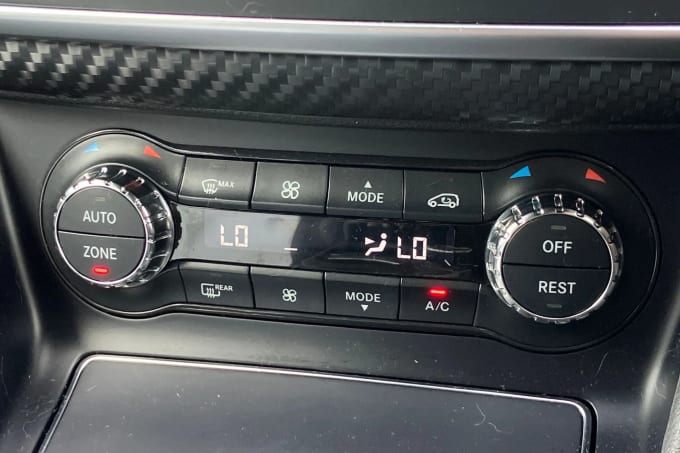 MAX
MODE
AUTO
ZONE
LO
LO
OFF
REST
REAR
MODE
A/C